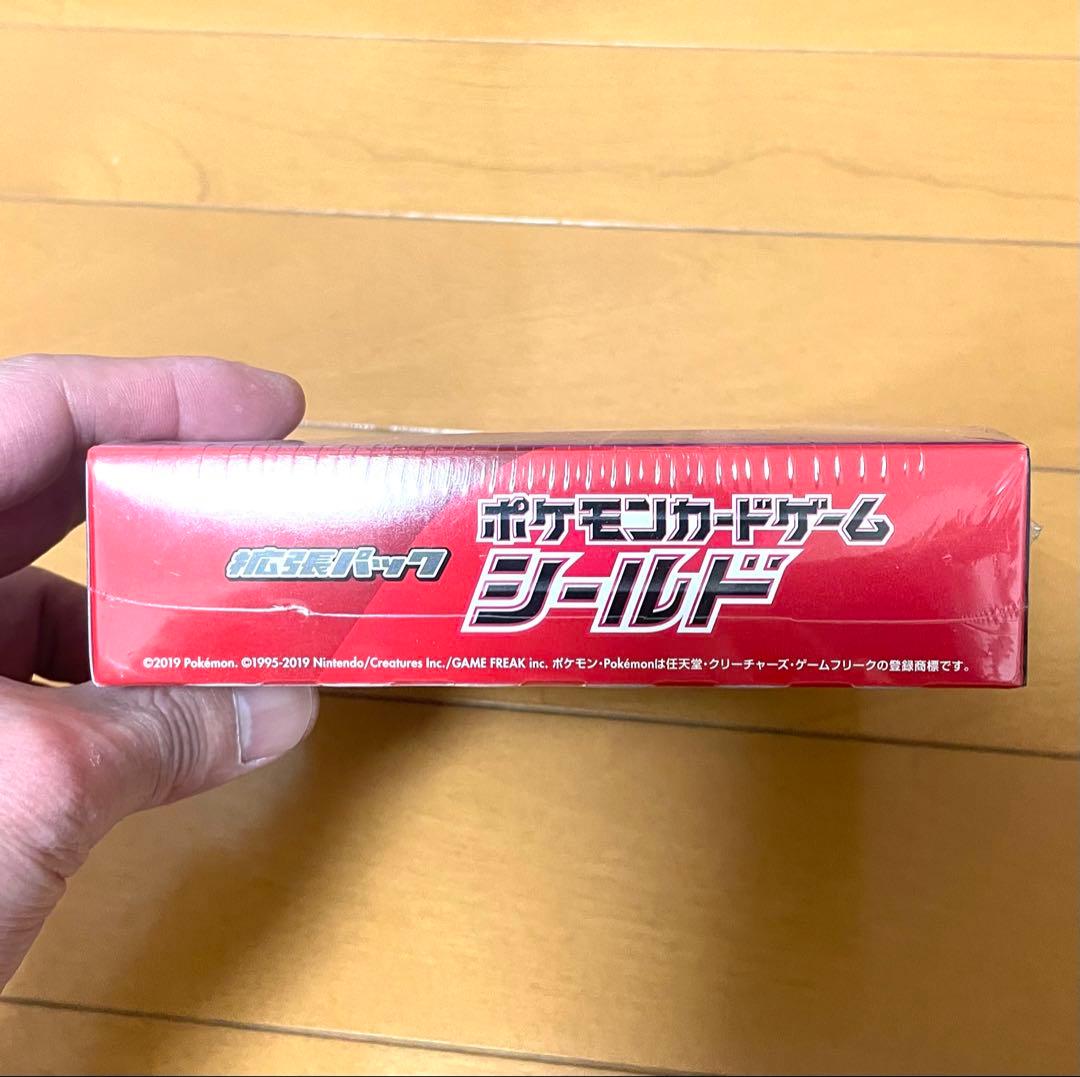 拡張パック
ポケモンカードゲーム
シールド
©2019 Pokémon. ©1995-2019 Nintendo/Creatures Inc./GAME FREAK inc. ポケモン・Pokémonは任天堂・クリーチャーズ・ゲームフリークの登録商標です。